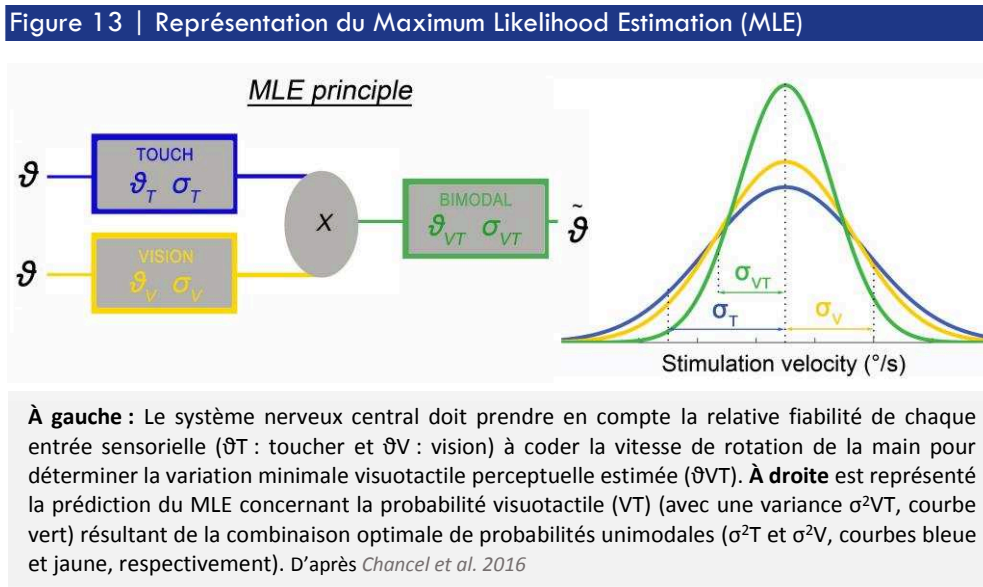 Figure 13 | Représentation du Maximum Likelihood Estimation (MLE)
MLE principle
TOUCH
ϑ
ϑT σT
X
BIMODAL
ϑVT σVT
ϑ̃
VISION
ϑ
ϑV σV
σVT
σT
σV
Stimulation velocity (°/s)
À gauche : Le système nerveux central doit prendre en compte la relative fiabilité de chaque
entrée sensorielle (ϑT : toucher et ϑV : vision) à coder la vitesse de rotation de la main pour
déterminer la variation minimale visuotactile perceptuelle estimée (ϑVT). À droite est représenté
la prédiction du MLE concernant la probabilité visuotactile (VT) (avec une variance σ²VT, courbe
vert) résultant de la combinaison optimale de probabilités unimodales (σ²T et σ²V, courbes bleue
et jaune, respectivement). D'après Chancel et al. 2016